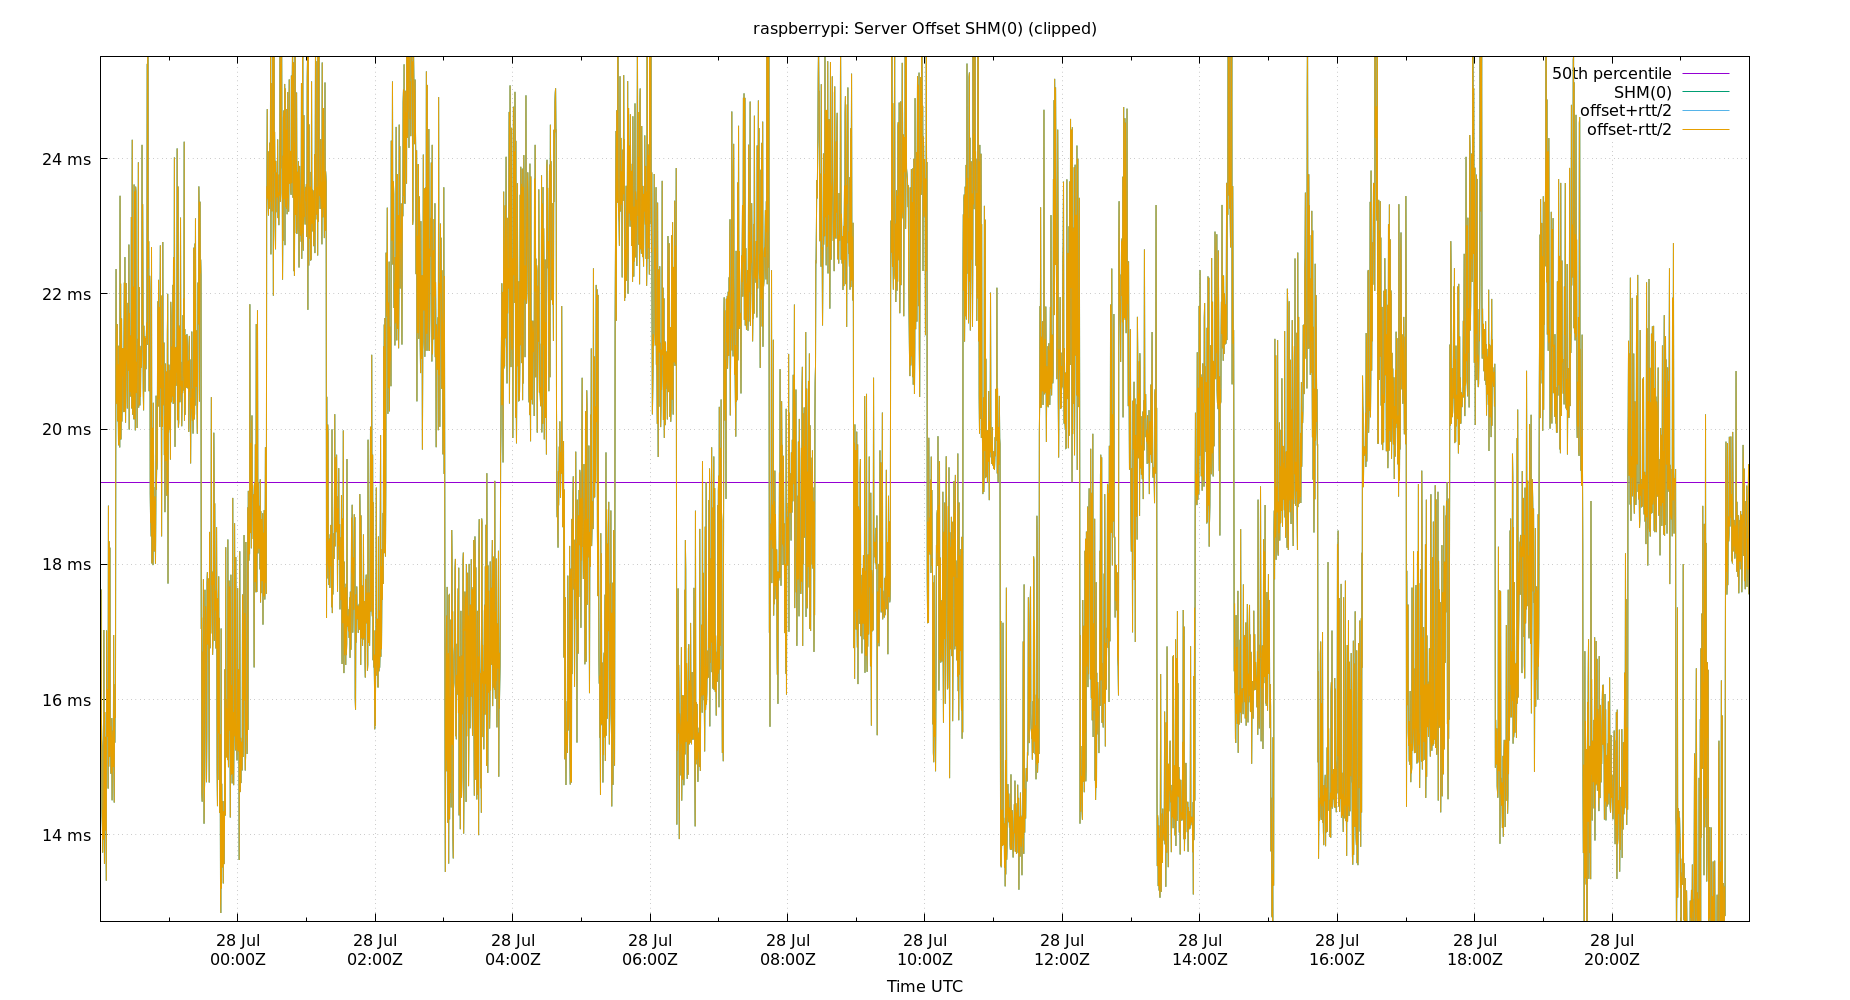 raspberrypi: Server Offset SHM(0) (clipped)
50th percentile
SHM(0)
offset+rtt/2
offset-rtt/2
24 ms
22 ms
20 ms
18 ms
16 ms
14 ms
28 Jul 28 Jul 28 Jul 28 Jul 28 Jul 28 Jul 28 Jul 28 Jul 28 Jul 28 Jul 28 Jul
00:00Z 02:00Z 04:00Z 06:00Z 08:00Z 10:00Z 12:00Z 14:00Z 16:00Z 18:00Z 20:00Z
Time UTC